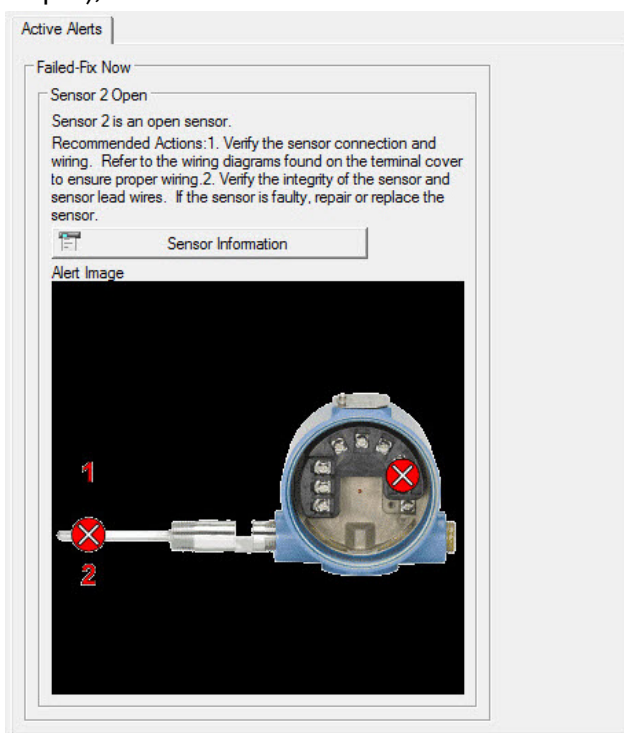 Active Alerts
Failed-Fix Now
Sensor 2 Open
Sensor 2 is an open sensor.
Recommended Actions:1. Verify the sensor connection and
wiring.  Refer to the wiring diagrams found on the terminal cover
to ensure proper wiring.2. Verify the integrity of the sensor and
sensor lead wires.  If the sensor is faulty, repair or replace the
sensor.
Sensor Information
Alert Image
1
2